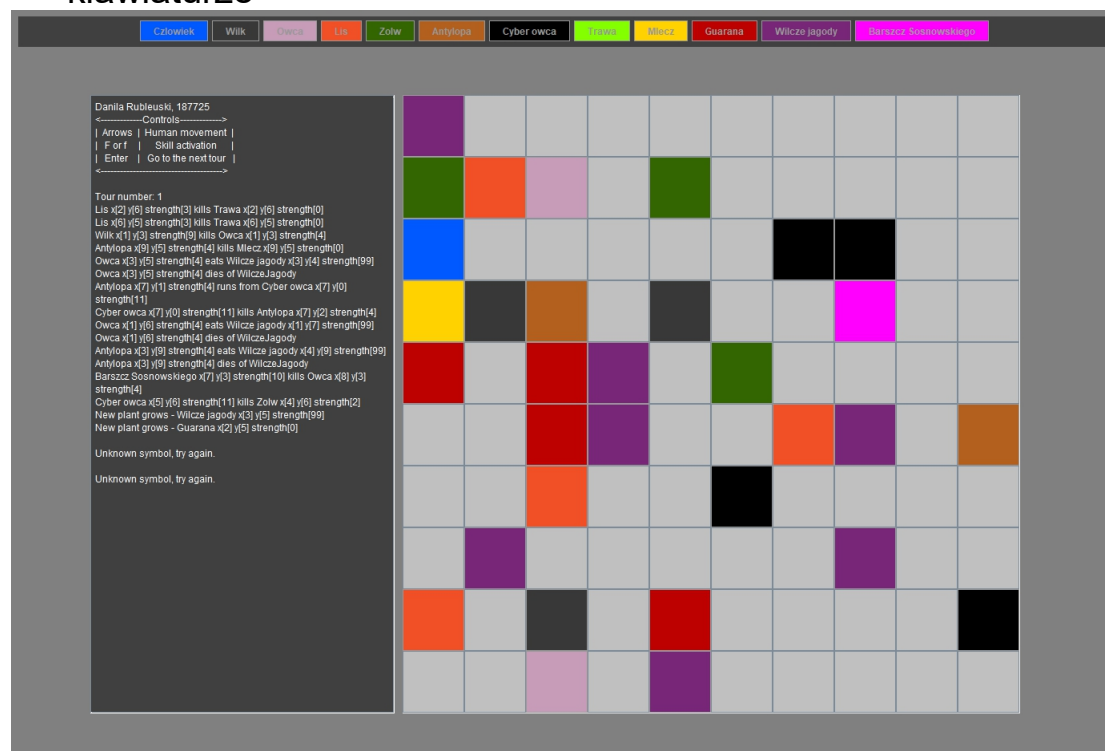 klawiaturze
Czlowiek Wilk Owca Lis Zolw Antylopa Cyber owca Trawa Mlecz Guarana Wilcze jagody Barszcz Sosnowskiego
Danila Rubleuski, 187725
<-------------Controls------------->
| Arrows | Human movement |
| F or f | Skill activation |
| Enter | Go to the next tour |
<-------------------------------------->
Tour number: 1
Lis x[2] y[6] strength[3] kills Trawa x[2] y[6] strength[0]
Lis x[6] y[5] strength[3] kills Trawa x[6] y[5] strength[0]
Wilk x[1] y[3] strength[9] kills Owca x[1] y[3] strength[4]
Antylopa x[9] y[5] strength[4] kills Mlecz x[9] y[5] strength[0]
Owca x[3] y[5] strength[4] eats Wilcze jagody x[3] y[4] strength[99]
Owca x[3] y[5] strength[4] dies of WilczeJagody
Antylopa x[7] y[1] strength[4] runs from Cyber owca x[7] y[0]
strength[11]
Cyber owca x[7] y[0] strength[11] kills Antylopa x[7] y[2] strength[4]
Owca x[1] y[6] strength[4] eats Wilcze jagody x[1] y[7] strength[99]
Owca x[1] y[6] strength[4] dies of WilczeJagody
Antylopa x[3] y[9] strength[4] eats Wilcze jagody x[4] y[9] strength[99]
Antylopa x[3] y[9] strength[4] dies of WilczeJagody
Barszcz Sosnowskiego x[7] y[3] strength[10] kills Owca x[8] y[3]
strength[4]
Cyber owca x[5] y[6] strength[11] kills Zolw x[4] y[6] strength[2]
New plant grows - Wilcze jagody x[3] y[5] strength[99]
New plant grows - Guarana x[2] y[5] strength[0]
Unknown symbol, try again.
Unknown symbol, try again.